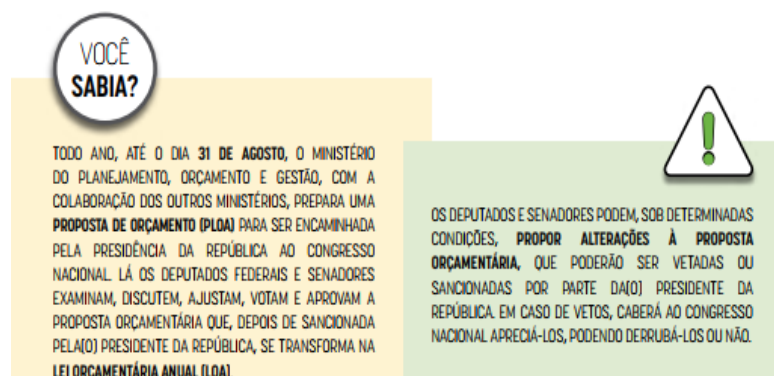 VOCÊ
SABIA?
TODO ANO, ATÉ O DIA 31 DE AGOSTO, O MINISTÉRIO
DO PLANEJAMENTO, ORÇAMENTO E GESTÃO, COM A
COLABORAÇÃO DOS OUTROS MINISTÉRIOS, PREPARA UMA
PROPOSTA DE ORÇAMENTO (PLOA) PARA SER ENCAMINHADA
PELA PRESIDÊNCIA DA REPÚBLICA AO CONGRESSO
NACIONAL. LÁ OS DEPUTADOS FEDERAIS E SENADORES
EXAMINAM, DISCUTEM, AJUSTAM, VOTAM E APROVAM A
PROPOSTA ORÇAMENTÁRIA QUE, DEPOIS DE SANCIONADA
PELA(O) PRESIDENTE DA REPÚBLICA, SE TRANSFORMA NA
LEI ORÇAMENTÁRIA ANUAL (LOA)
OS DEPUTADOS E SENADORES PODEM, SOB DETERMINADAS
CONDIÇÕES, PROPOR ALTERAÇÕES À PROPOSTA
ORÇAMENTÁRIA, QUE PODERÃO SER VETADAS OU
SANCIONADAS POR PARTE DA(O) PRESIDENTE DA
REPÚBLICA. EM CASO DE VETOS, CABERÁ AO CONGRESSO
NACIONAL APRECIÁ-LOS, PODENDO DERRUBÁ-LOS OU NÃO.